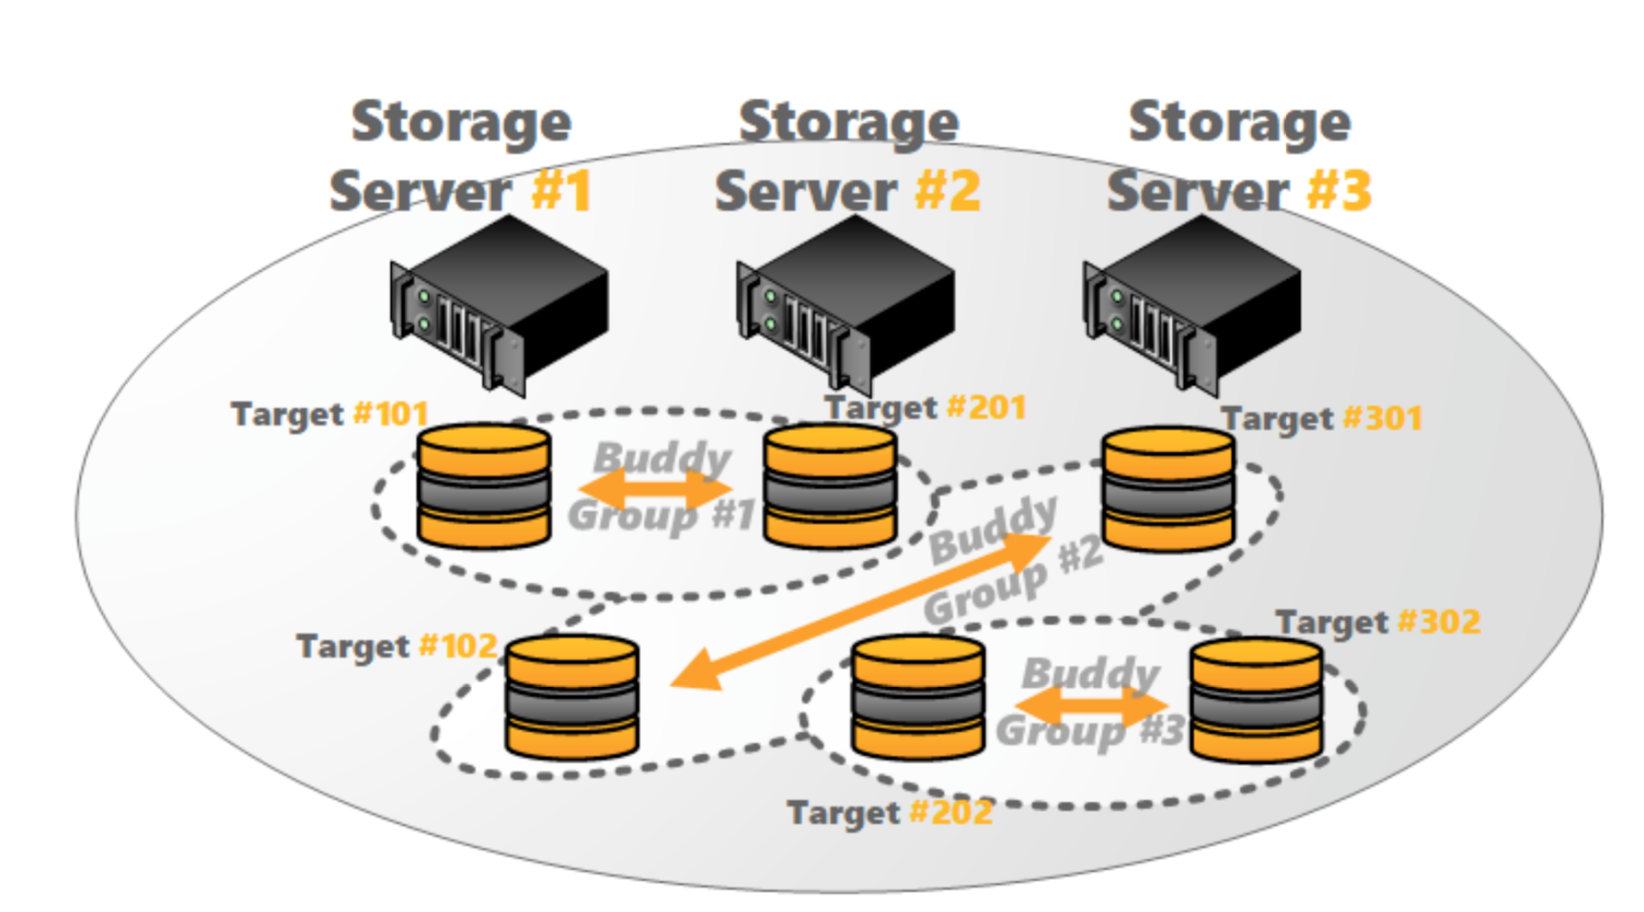 Storage
Server #1
Storage
Server #2
Storage
Server #3
Target #101
Target #201
Target #301
Buddy
Group #1
Buddy
Group #2
Target #102
Target #302
Buddy
Group #3
Target #202